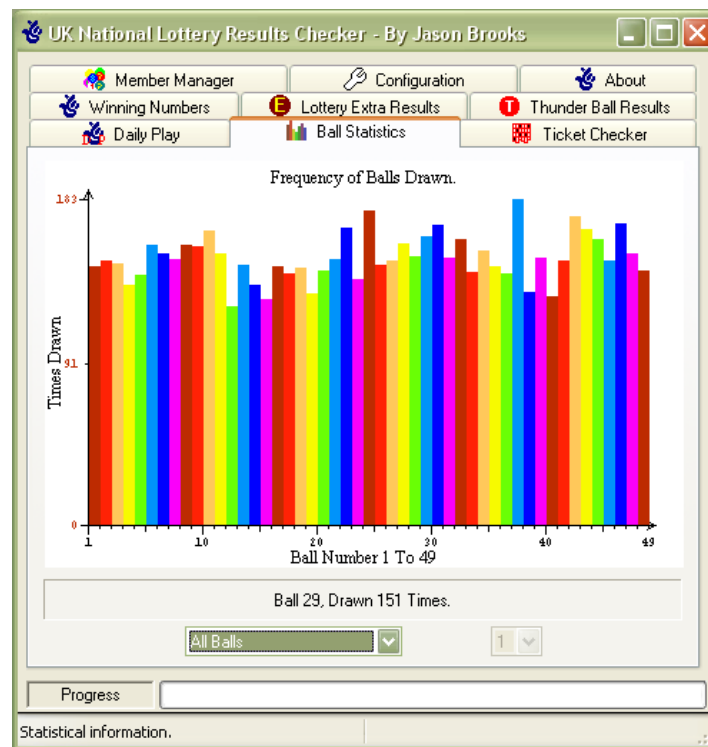 UK National Lottery Results Checker - By Jason Brooks
Member Manager
Configuration
About
Winning Numbers
E
Lottery Extra Results
T
Thunder Ball Results
Daily Play
Ball Statistics
Ticket Checker
Frequency of Balls Drawn.
183
91
0
Times Drawn
1
10
20
30
40
49
Ball Number 1 To 49
Ball 29, Drawn 151 Times.
All Balls
1
Progress
Statistical information.